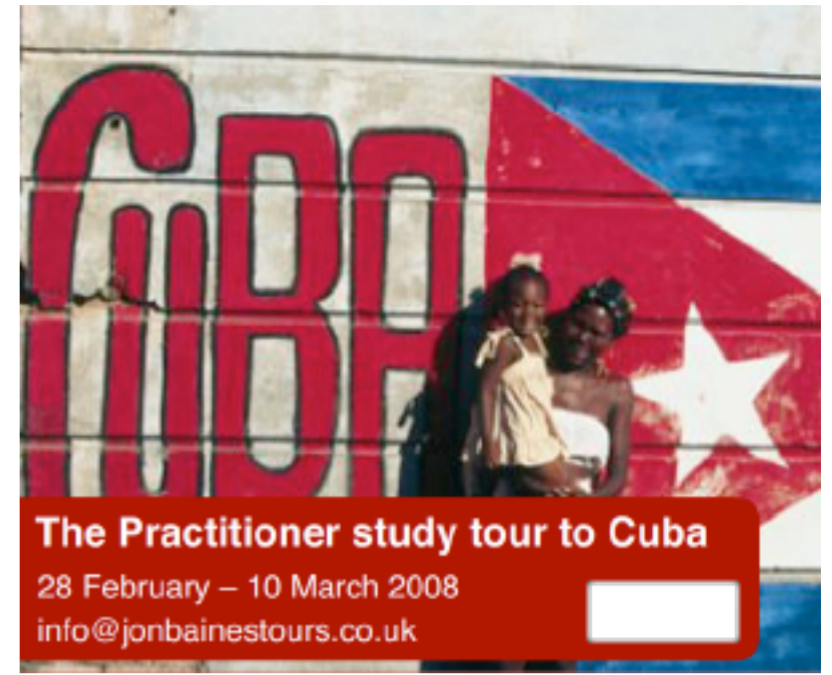 CUBA
The Practitioner study tour to Cuba
28 February – 10 March 2008
info@jonbainestours.co.uk